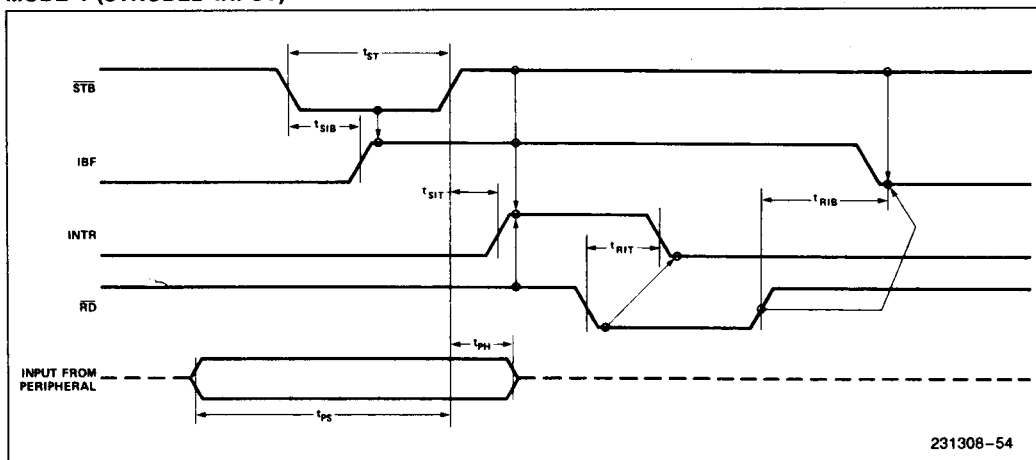 MODE 1 (STROBED INPUT)
tST
STB
tSIB
IBF
tSIT
tRIB
INTR
tRIT
RD
tPH
INPUT FROM
PERIPHERAL
tPS
231308-54